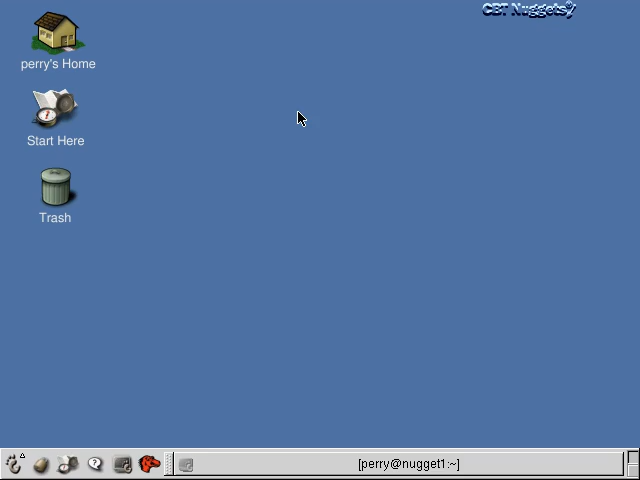 CBT Nuggets
perry's Home
Start Here
Trash
[perry@nugget1:~]